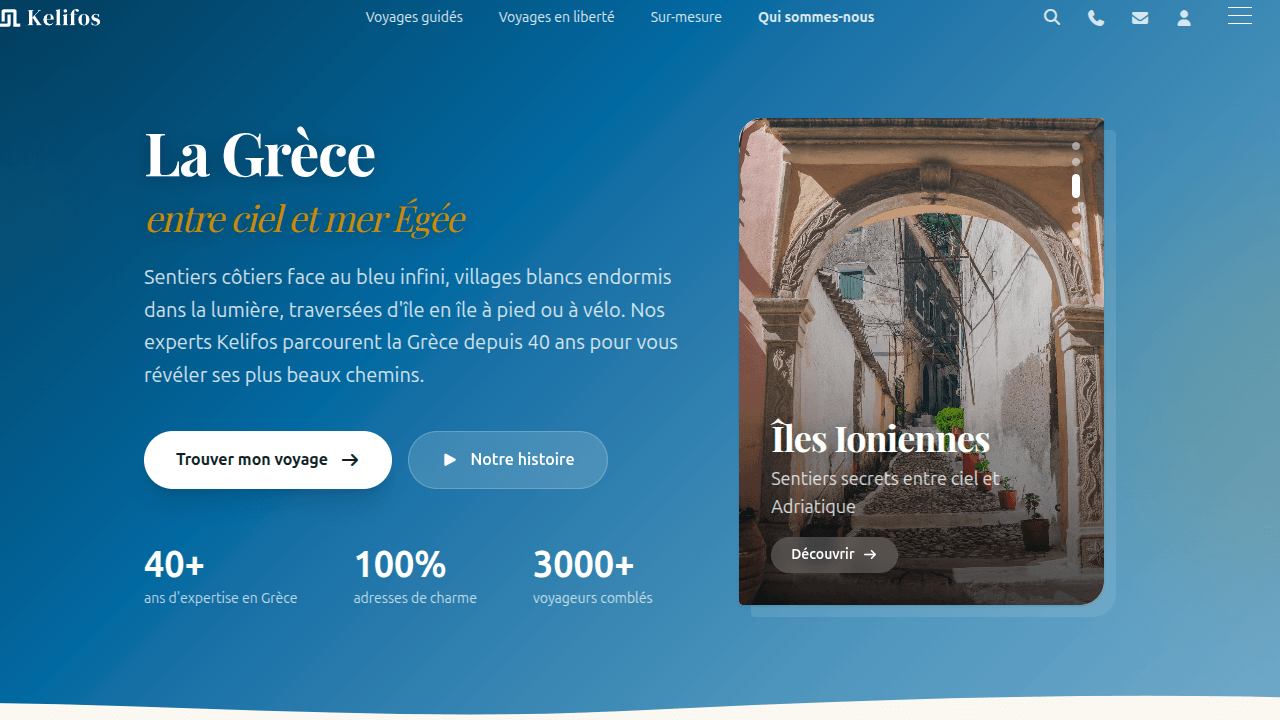 Kelifos
Voyages guidés
Voyages en liberté
Sur-mesure
Qui sommes-nous
La Grèce
entre ciel et mer Égée
Sentiers côtiers face au bleu infini, villages blancs endormis
dans la lumière, traversées d'île en île à pied ou à vélo. Nos
experts Kelifos parcourent la Grèce depuis 40 ans pour vous
révéler ses plus beaux chemins.
Trouver mon voyage
Notre histoire
40+
ans d'expertise en Grèce
100%
adresses de charme
3000+
voyageurs comblés
Îles Ioniennes
Sentiers secrets entre ciel et
Adriatique
Découvrir